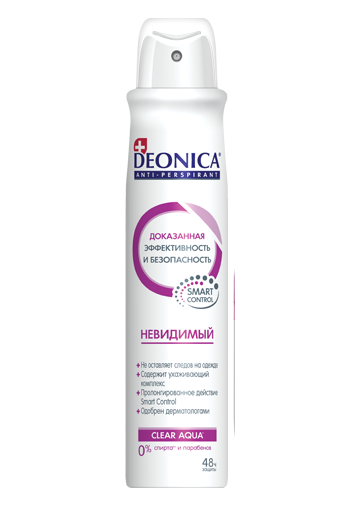 DEONICA®
ANTI-PERSPIRANT
ДОКАЗАННАЯ
ЭФФЕКТИВНОСТЬ
И БЕЗОПАСНОСТЬ
SMART
CONTROL
НЕВИДИМЫЙ
+Не оставляет следов на одежде
+Содержит ухаживающий
комплекс
+Пролонгированное действие
Smart Control
+Одобрен дерматологами
CLEAR AQUA
0% спирта и парабенов
48ч
защиты